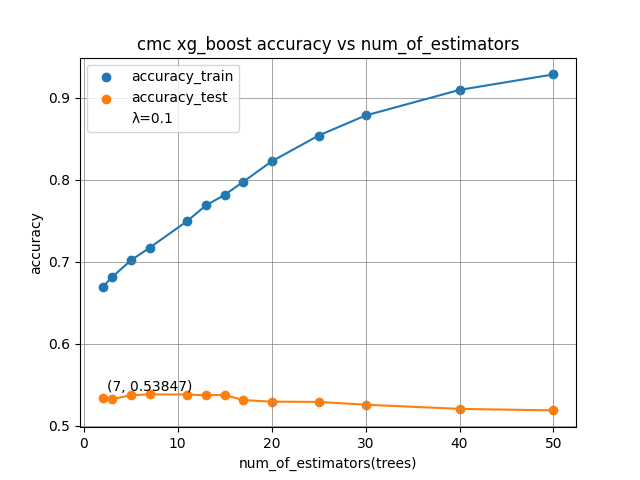 cmc xg_boost accuracy vs num_of_estimators
accuracy_train
accuracy_test
λ=0.1
accuracy
0.9
0.8
0.7
0.6
0.5
(7, 0.53847)
0 10 20 30 40 50
num_of_estimators(trees)